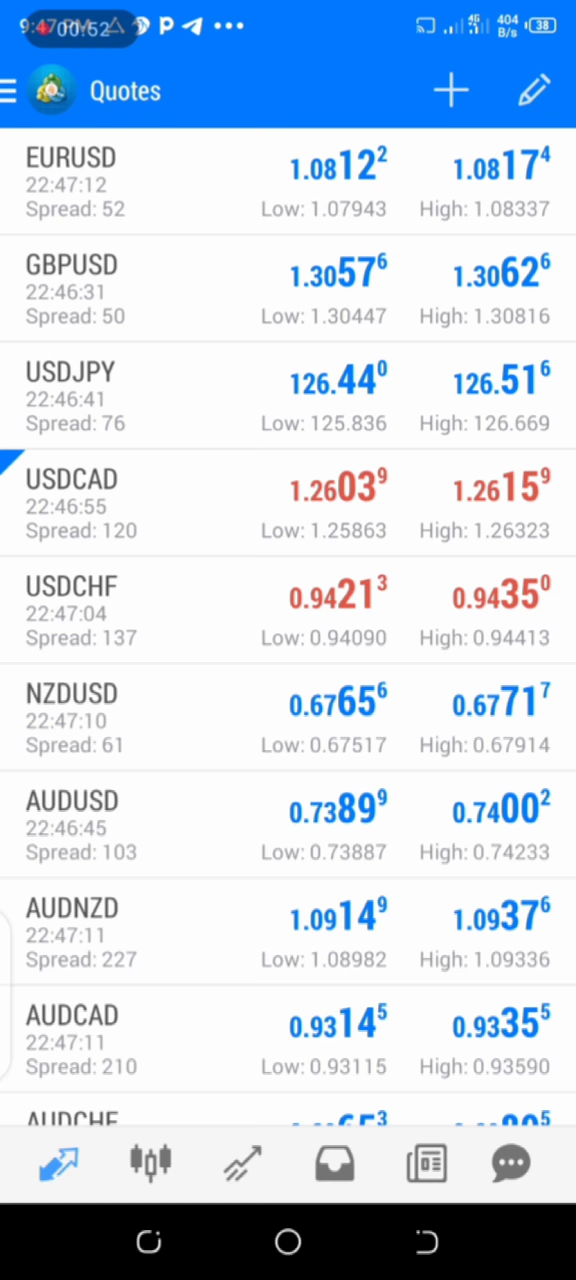 00:52 P 4G 404 38
B/s
Quotes
EURUSD
22:47:12
Spread: 52
1.08122 1.08174
Low: 1.07943 High: 1.08337
GBPUSD
22:46:31
Spread: 50
1.30576 1.30626
Low: 1.30447 High: 1.30816
USDJPY
22:46:41
Spread: 76
126.440 126.516
Low: 125.836 High: 126.669
USDCAD
22:46:55
Spread: 120
1.26039 1.26159
Low: 1.25863 High: 1.26323
USDCHF
22:47:04
Spread: 137
0.94213 0.94350
Low: 0.94090 High: 0.94413
NZDUSD
22:47:10
Spread: 61
0.67656 0.67717
Low: 0.67517 High: 0.67914
AUDUSD
22:46:45
Spread: 103
0.73899 0.74002
Low: 0.73887 High: 0.74233
AUDNZD
22:47:11
Spread: 227
1.09149 1.09376
Low: 1.08982 High: 1.09336
AUDCAD
22:47:11
Spread: 210
0.93145 0.93355
Low: 0.93115 High: 0.93590
AUDCHF